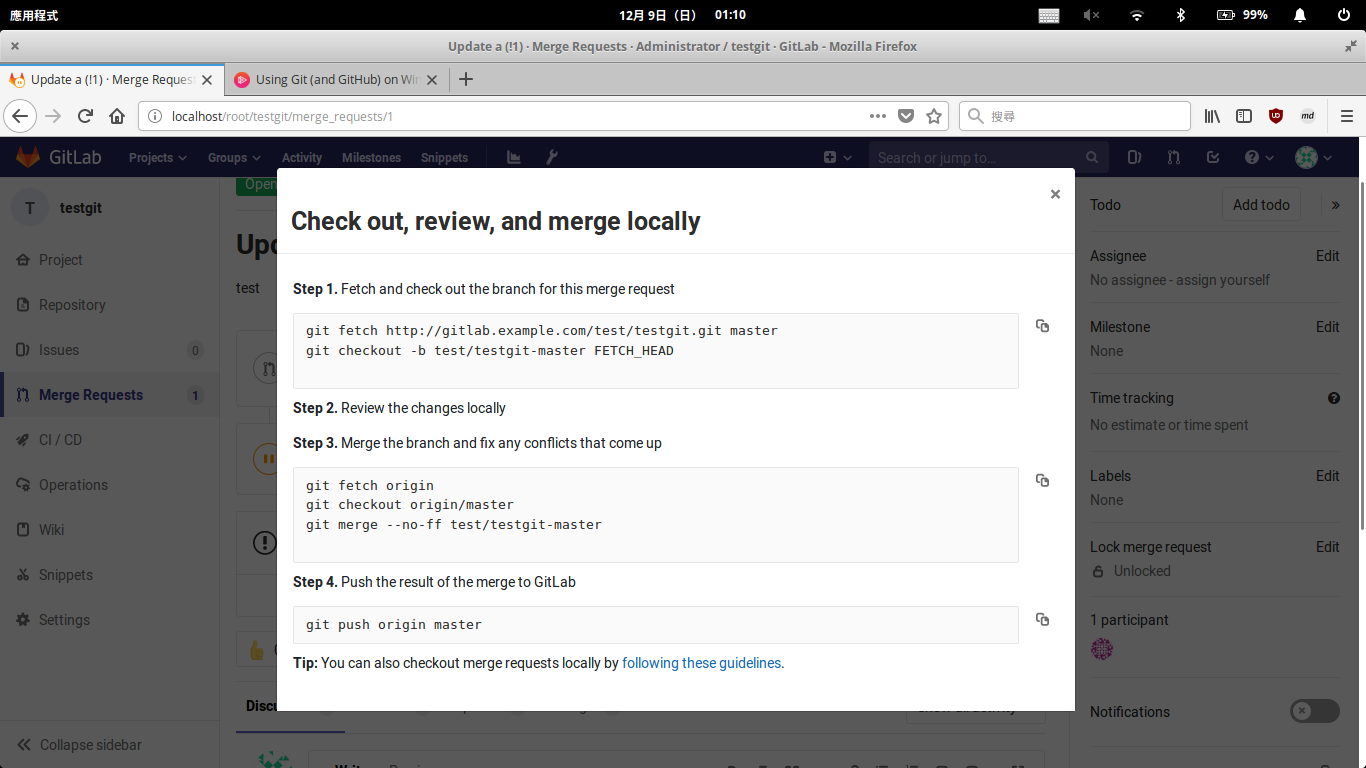 應用程式
12月 9日（日） 01:10
99%
Update a (!1) · Merge Requests · Administrator / testgit · GitLab - Mozilla Firefox
Update a (!1) · Merge Reques
Using Git (and GitHub) on Win
localhost/root/testgit/merge_requests/1
搜尋
GitLab
Projects
Groups
Activity
Milestones
Snippets
Search or jump to…
T
testgit
Project
Repository
Issues 0
Merge Requests 1
CI / CD
Operations
Wiki
Snippets
Settings
Collapse sidebar
Open
Upd
test
Check out, review, and merge locally
Step 1. Fetch and check out the branch for this merge request
git fetch http://gitlab.example.com/test/testgit.git master
git checkout -b test/testgit-master FETCH_HEAD
Step 2. Review the changes locally
Step 3. Merge the branch and fix any conflicts that come up
git fetch origin
git checkout origin/master
git merge --no-ff test/testgit-master
Step 4. Push the result of the merge to GitLab
git push origin master
Tip: You can also checkout merge requests locally by following these guidelines.
Discu
Todo
Add todo
Assignee Edit
No assignee - assign yourself
Milestone Edit
None
Time tracking
No estimate or time spent
Labels Edit
None
Lock merge request Edit
Unlocked
1 participant
Notifications